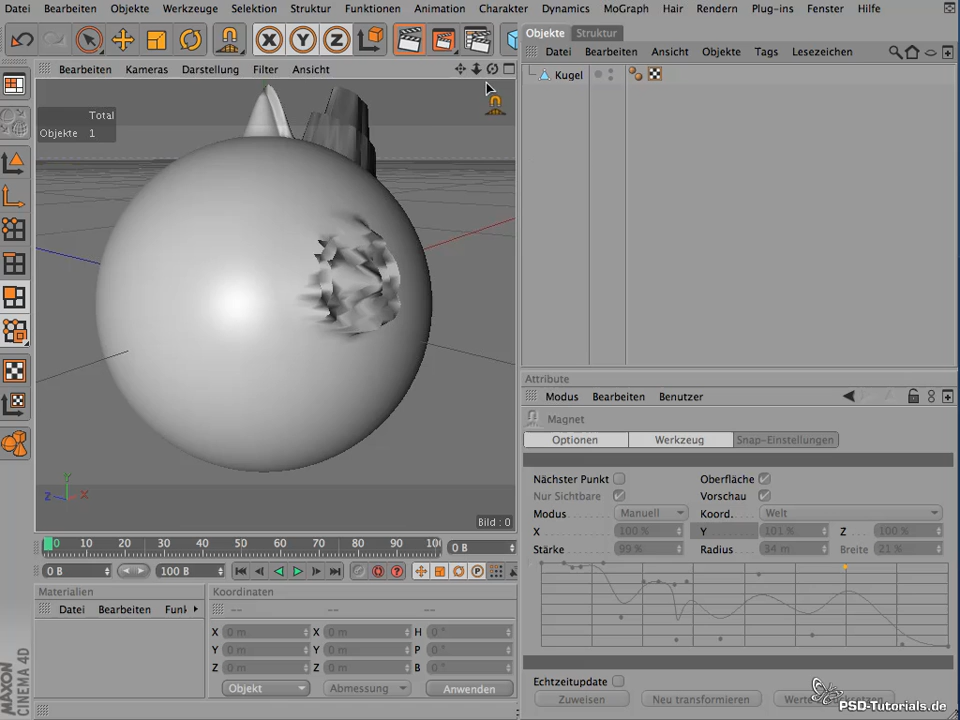 Datei Bearbeiten Objekte Werkzeuge Selektion Struktur Funktionen Animation Charakter Dynamics MoGraph Hair Rendern Plug-ins Fenster Hilfe
X Y Z
Objekte Struktur
Datei Bearbeiten Ansicht Objekte Tags Lesezeichen
Bearbeiten Kameras Darstellung Filter Ansicht
Kugel
Total
Objekte 1
Attribute
Modus Bearbeiten Benutzer
Magnet
Optionen Werkzeug Snap-Einstellungen
Nächster Punkt Oberfläche
Nur Sichtbare Vorschau
Modus Manuell Koord. Welt
X 100 % Y 101 % Z 100 %
Stärke 99 % Radius 34 m Breite 21 %
Y
Z X
Bild : 0
0 10 20 30 40 50 60 70 80 90 10 0 B
0 B 100 B
Materialien
Datei Bearbeiten Funk
Koordinaten
-- -- --
X 0 m X 0 m H 0 °
Y 0 m Y 0 m P 0 °
Z 0 m Z 0 m B 0 °
Objekt Abmessung Anwenden
Echtzeitupdate
Zuweisen Neu transformieren
MAXON
CINEMA 4D
PSD-Tutorials.de